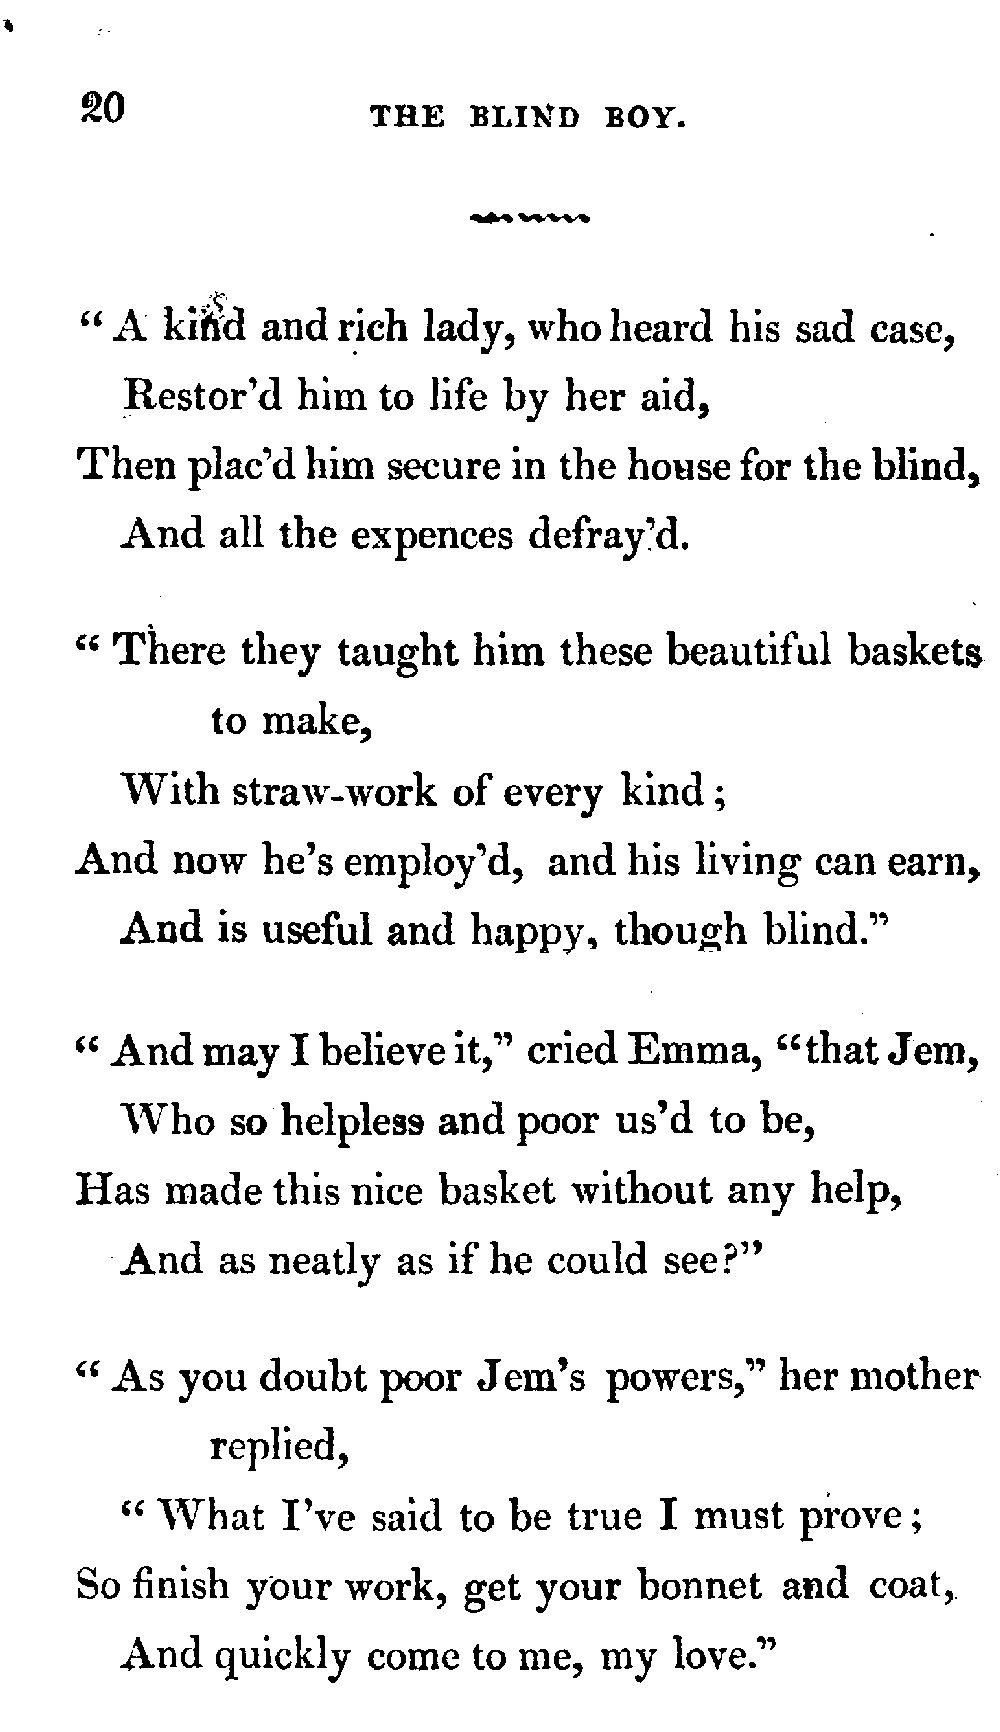 20 THE BLIND BOY.
“ A kind and rich lady, who heard his sad case,
Restor’d him to life by her aid,
Then plac’d him secure in the house for the blind,
And all the expences defray’d.
“ There they taught him these beautiful baskets
to make,
With straw-work of every kind ;
And now he’s employ’d, and his living can earn,
And is useful and happy, though blind.”
“ And may I believe it,” cried Emma, “that Jem,
Who so helpless and poor us’d to be,
Has made this nice basket without any help,
And as neatly as if he could see?”
“ As you doubt poor Jem’s powers,” her mother
replied,
“ What I’ve said to be true I must prove ;
So finish your work, get your bonnet and coat,
And quickly come to me, my love.”